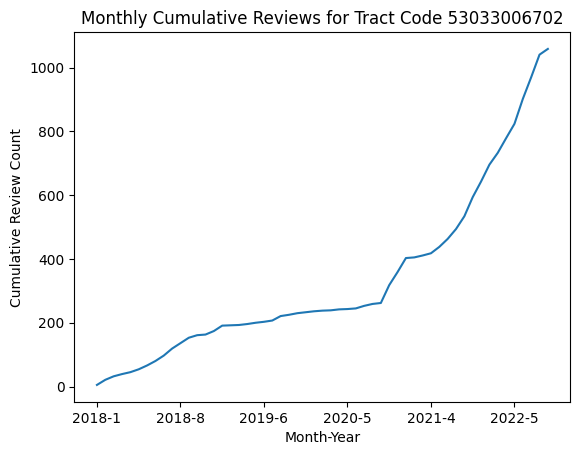 Monthly Cumulative Reviews for Tract Code 53033006702
Cumulative Review Count
1000
800
600
400
200
0
2018-1 2018-8 2019-6 2020-5 2021-4 2022-5
Month-Year